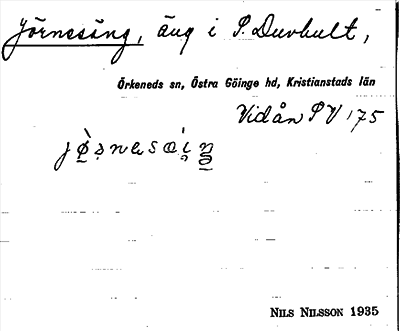 Jörnesäng, äng i S. Duvhult,
Örkeneds sn, Östra Göinge hd, Kristianstads län
Vidån S V 175
NILS NILSSON 1935